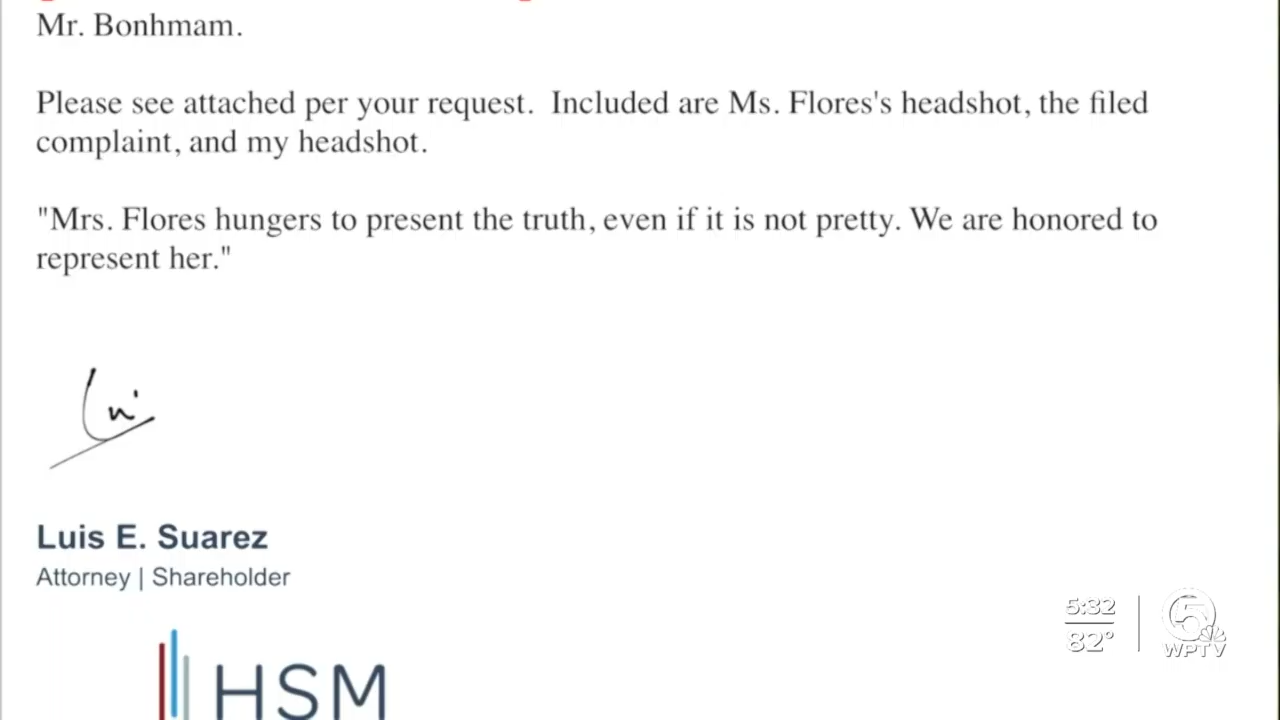 Mr. Bonhmam.
Please see attached per your request.  Included are Ms. Flores's headshot, the filed
complaint, and my headshot.
"Mrs. Flores hungers to present the truth, even if it is not pretty. We are honored to
represent her."
Luis E. Suarez
Attorney | Shareholder
HSM
5:32
82°
5
WPTV